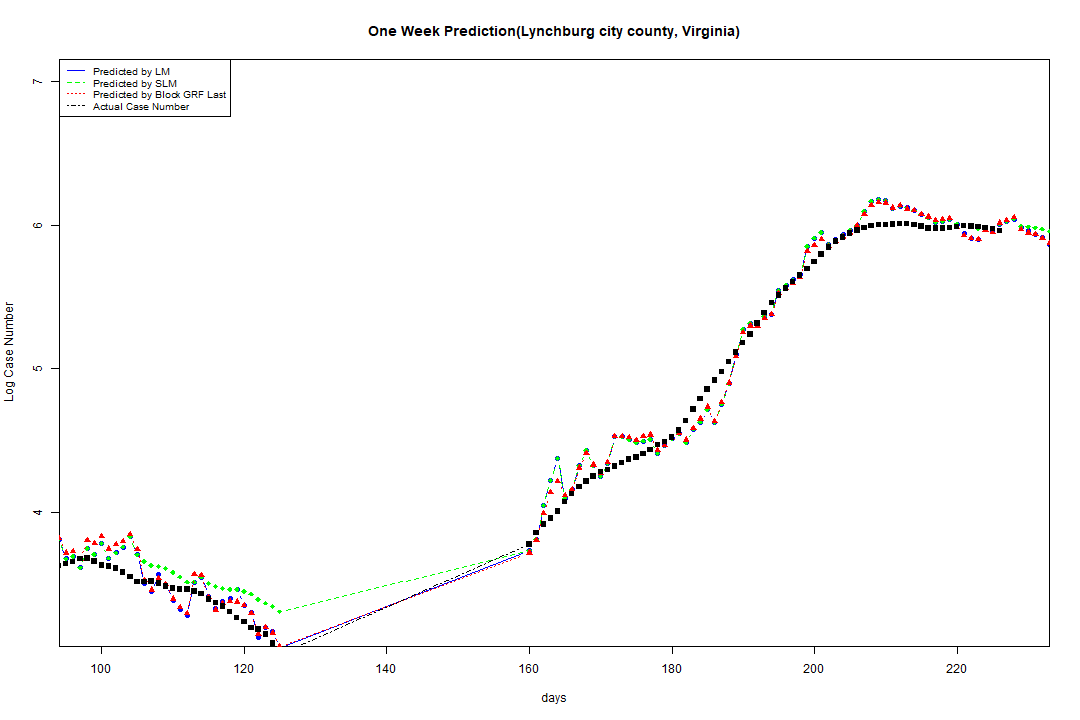 One Week Prediction(Lynchburg city county, Virginia)
Predicted by LM
Predicted by SLM
Predicted by Block GRF Last
Actual Case Number
7
6
5
4
Log Case Number
100 120 140 160 180 200 220
days